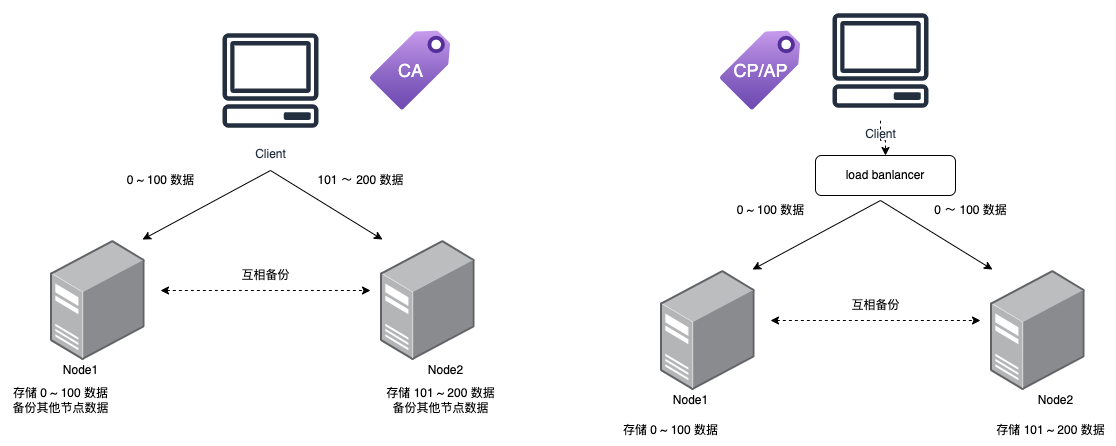 CA
Client
0 ~ 100 数据
101 ～ 200 数据
互相备份
Node1
存储 0 ~ 100 数据
备份其他节点数据
Node2
存储 101 ~ 200 数据
备份其他节点数据
CP/AP
Client
load banlancer
0 ~ 100 数据
0 ～ 100 数据
互相备份
Node1
存储 0 ~ 100 数据
Node2
存储 101 ~ 200 数据